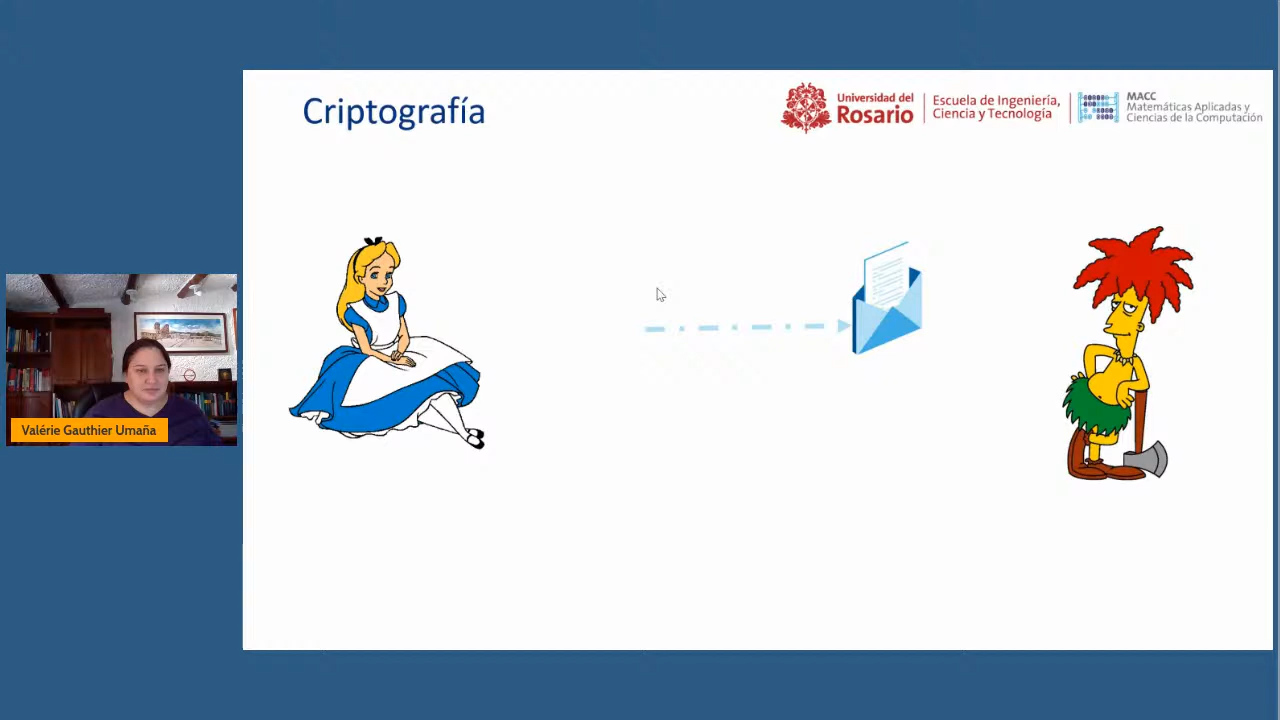 Criptografía
Universidad del
Rosario
Escuela de Ingeniería,
Ciencia y Tecnología
MACC
Matemáticas Aplicadas y
Ciencias de la Computación
Valérie Gauthier Umaña